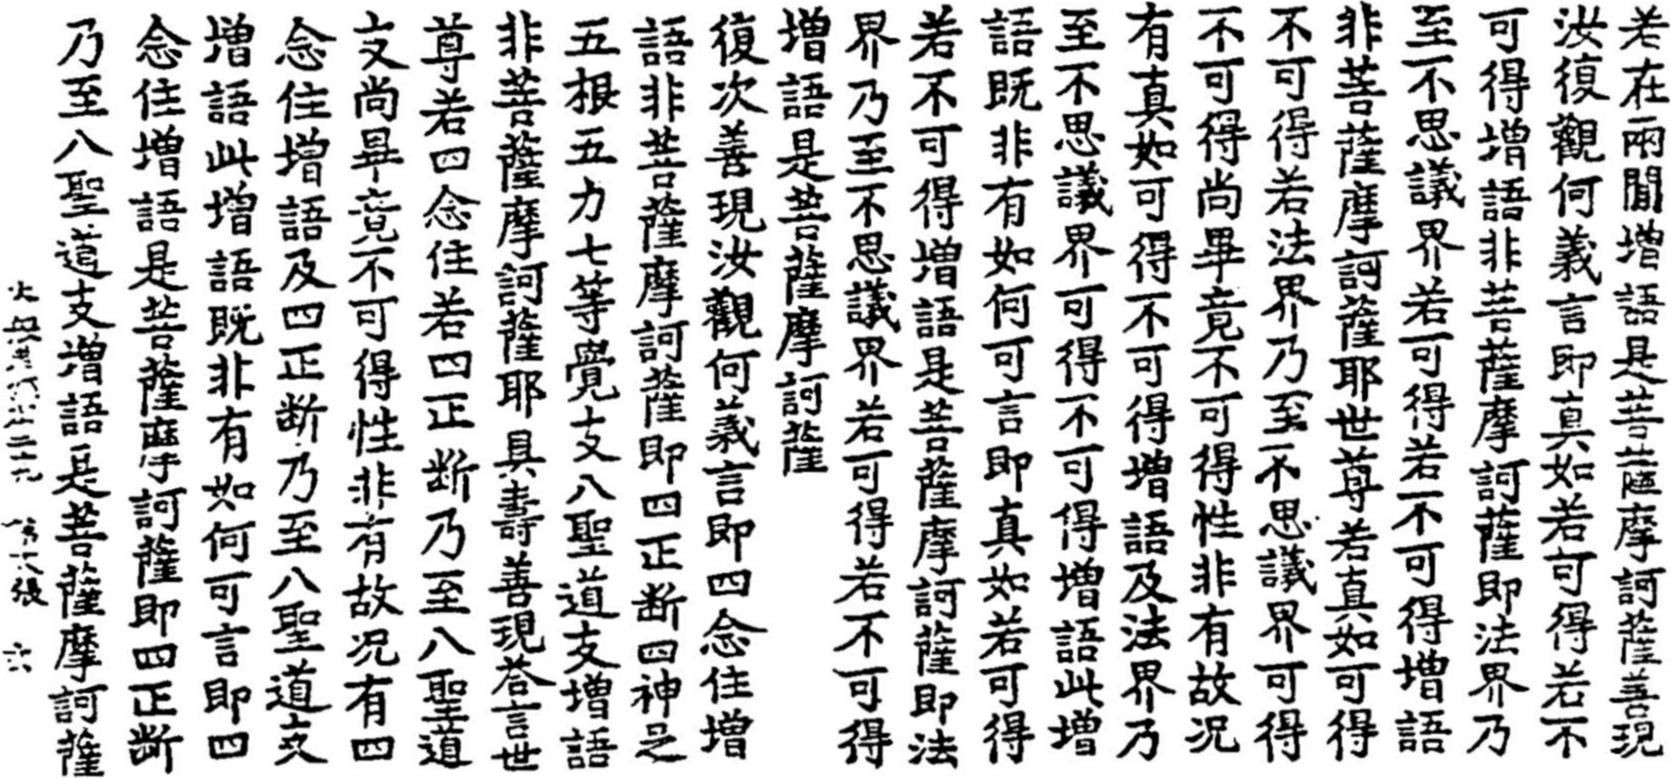 若在兩間增語是菩薩摩訶薩善現
汝復觀何義言即真如若可得若不
可得增語非菩薩摩訶薩即法界乃
至不思議界若可得若不可得增語
非菩薩摩訶薩耶世尊若真如可得
不可得若法界乃至不思議界可得
不可得尚畢竟不可得性非有故况
有真如可得不可得增語及法界乃
至不思議界可得不可得增語此增
語既非有如何可言即真如若可得
若不可得增語是菩薩摩訶薩即法
界乃至不思議界若可得若不可得
增語是菩薩摩訶薩
復次善現汝觀何義言即四念住增
語非菩薩摩訶薩即四正断四神足
五根五力七等覺支八聖道支增語
非菩薩摩訶薩耶具壽善現荅言世
尊若四念住若四正断乃至八聖道
支尚畢竟不可得性非有故况有四
念住增語及四正断乃至八聖道支
增語此增語既非有如何可言即四
念住增語是菩薩摩訶薩即四正断
乃至八聖道支增語是菩薩摩訶薩
二十九 張 六